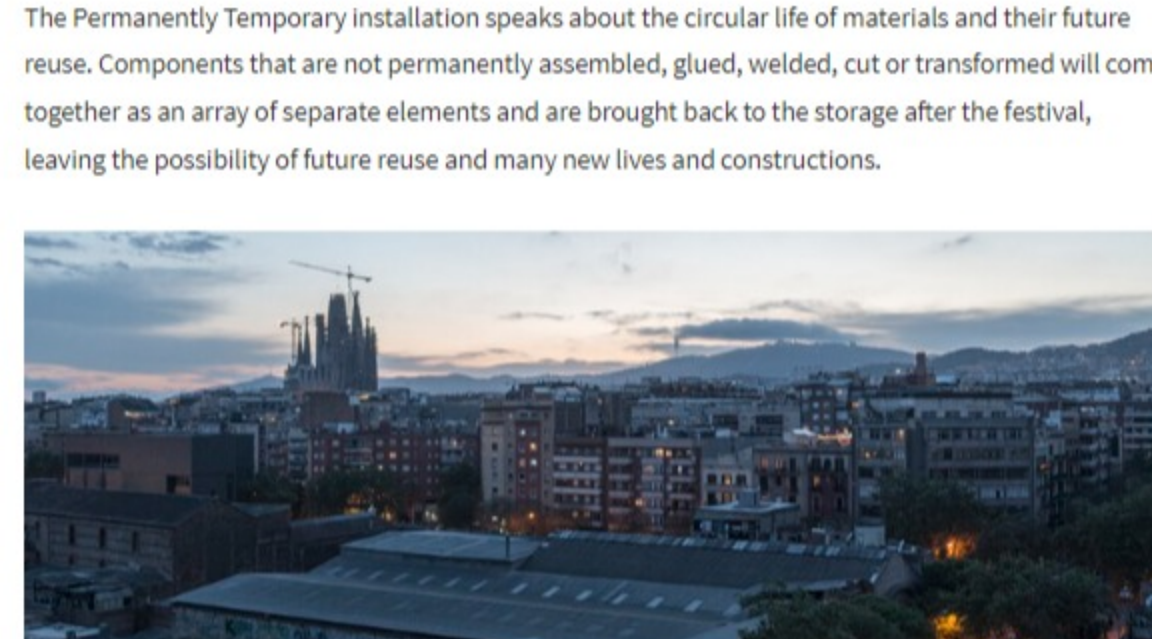 The Permanently Temporary installation speaks about the circular life of materials and their future
reuse. Components that are not permanently assembled, glued, welded, cut or transformed will com
together as an array of separate elements and are brought back to the storage after the festival,
leaving the possibility of future reuse and many new lives and constructions.